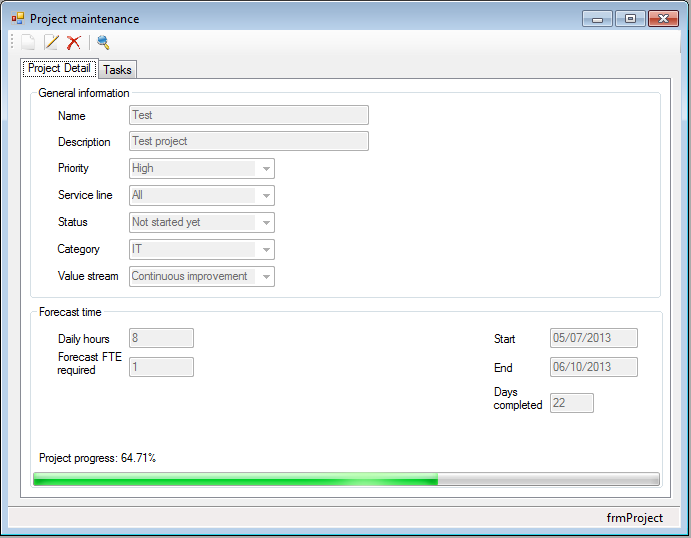 Project maintenance
Project Detail Tasks
General information
Name Test
Description Test project
Priority High
Service line All
Status Not started yet
Category IT
Value stream Continuous improvement
Forecast time
Daily hours 8 Start 05/07/2013
Forecast FTE
required 1 End 06/10/2013
Days
completed 22
Project progress: 64.71%
frmProject